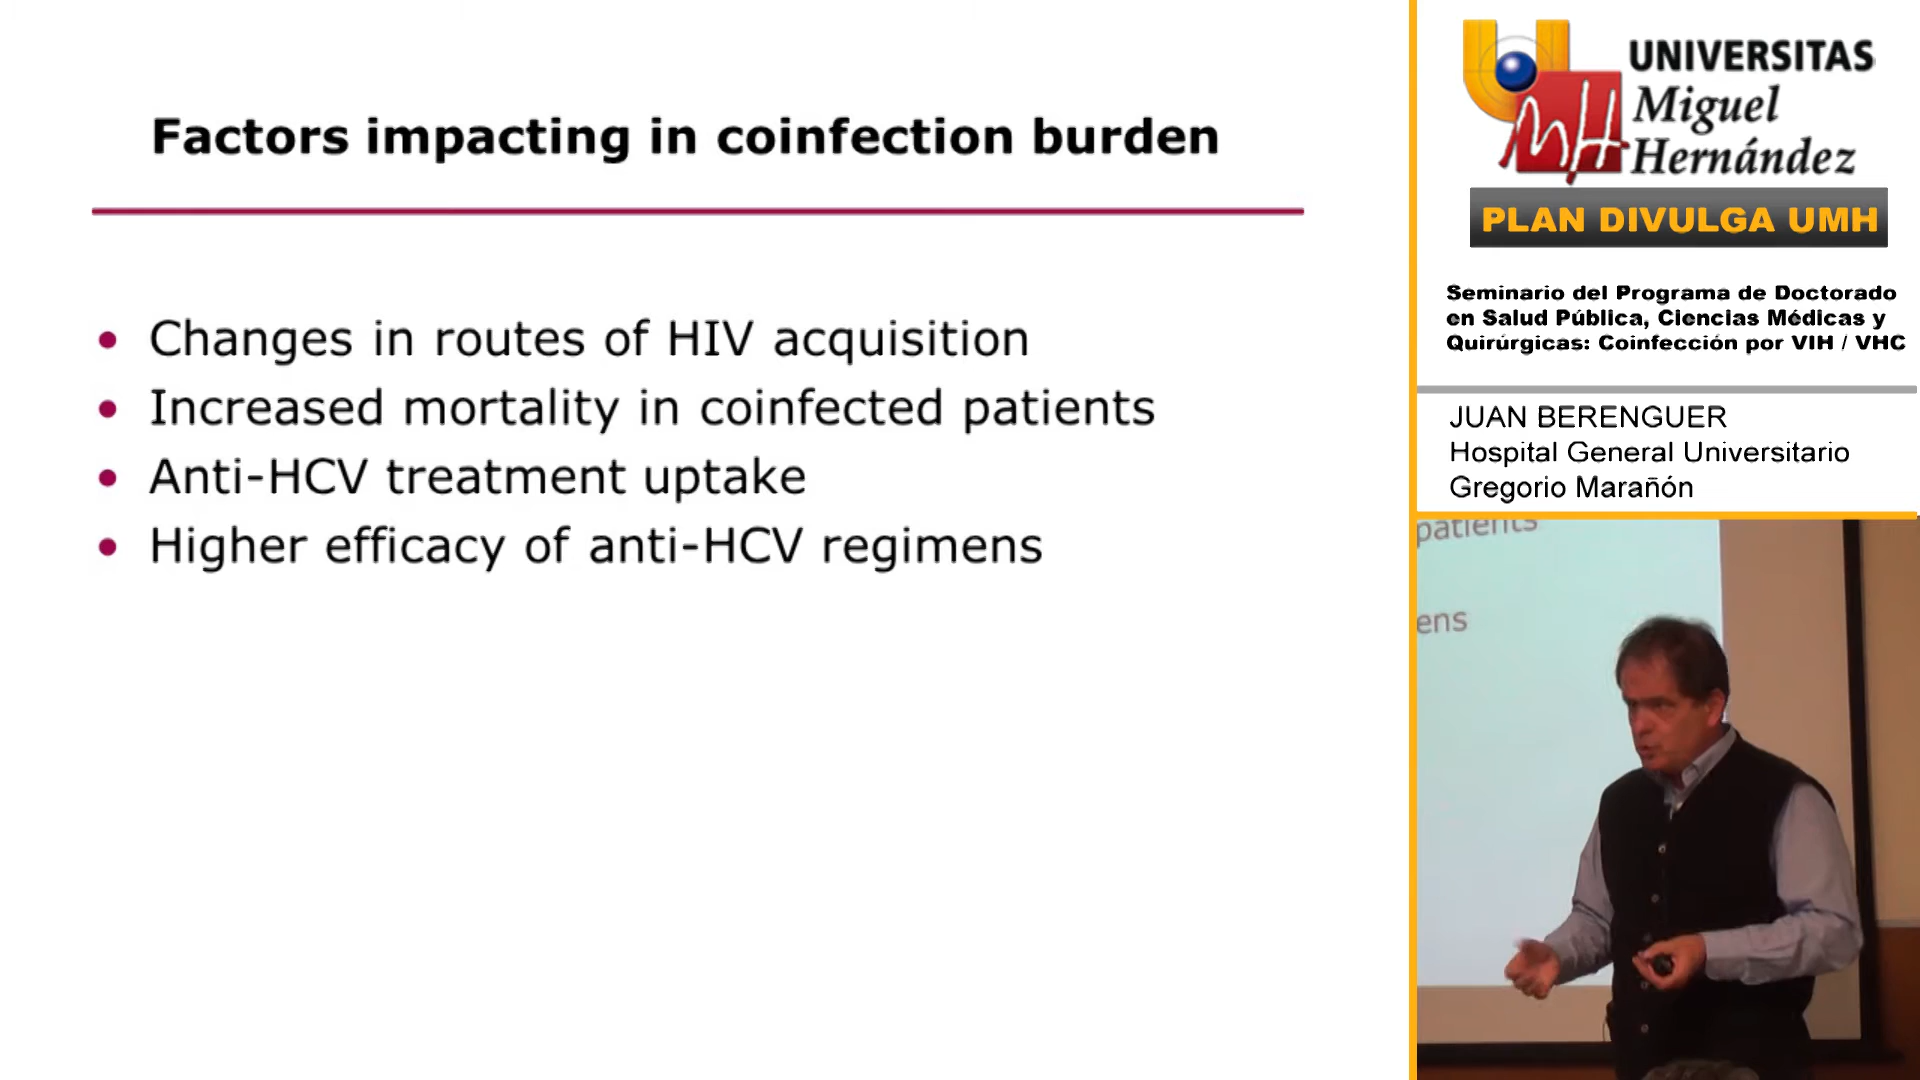 Factors impacting in coinfection burden
• Changes in routes of HIV acquisition
• Increased mortality in coinfected patients
• Anti-HCV treatment uptake
• Higher efficacy of anti-HCV regimens
UNIVERSITAS
Miguel
Hernández
PLAN DIVULGA UMH
Seminario del Programa de Doctorado
en Salud Pública, Ciencias Médicas y
Quirúrgicas: Coinfección por VIH / VHC
JUAN BERENGUER
Hospital General Universitario
Gregorio Marañón
patients
ens